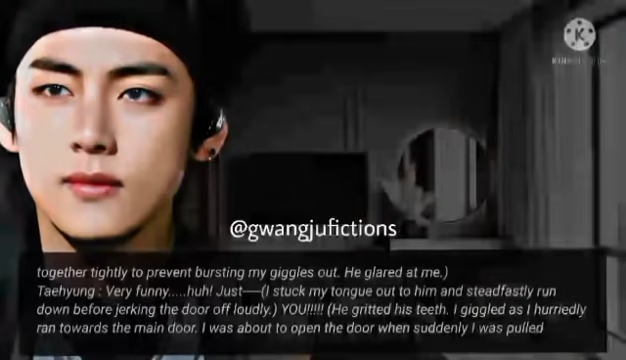 K
@gwangjufictions
together tightly to prevent bursting my giggles out. He glared at me.)
Taehyung : Very funny.....huh! Just----(I stuck my tongue out to him and steadfastly run
down before jerking the door off loudly.) YOU!!!!! (He gritted his teeth. I giggled as I hurriedly
ran towards the main door. I was about to open the door when suddenly I was pulled